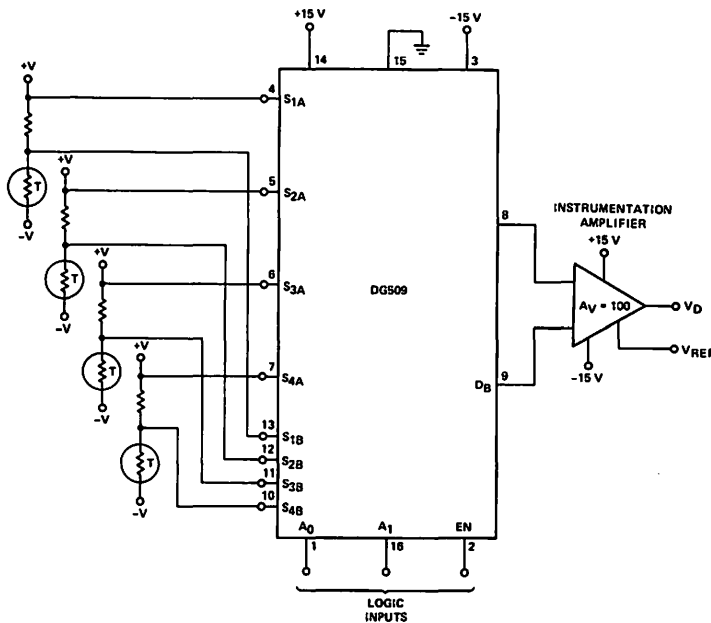 +15 V
-15 V
14
15
3
+V
4
S1A
T
-V
+V
5
S2A
T
-V
+V
6
S3A
T
-V
+V
7
S4A
T
-V
13
S1B
12
S2B
11
S3B
10
S4B
DG509
8
DB
9
INSTRUMENTATION
AMPLIFIER
+15 V
AV = 100
VD
VREF
-15 V
A0
A1
EN
1
16
2
LOGIC
INPUTS